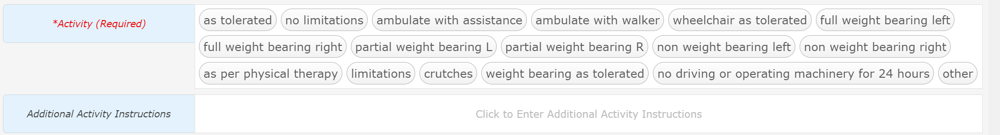 *Activity (Required)
as tolerated no limitations ambulate with assistance ambulate with walker wheelchair as tolerated full weight bearing left
full weight bearing right partial weight bearing L partial weight bearing R non weight bearing left non weight bearing right
as per physical therapy limitations crutches weight bearing as tolerated no driving or operating machinery for 24 hours other
Additional Activity Instructions
Click to Enter Additional Activity Instructions